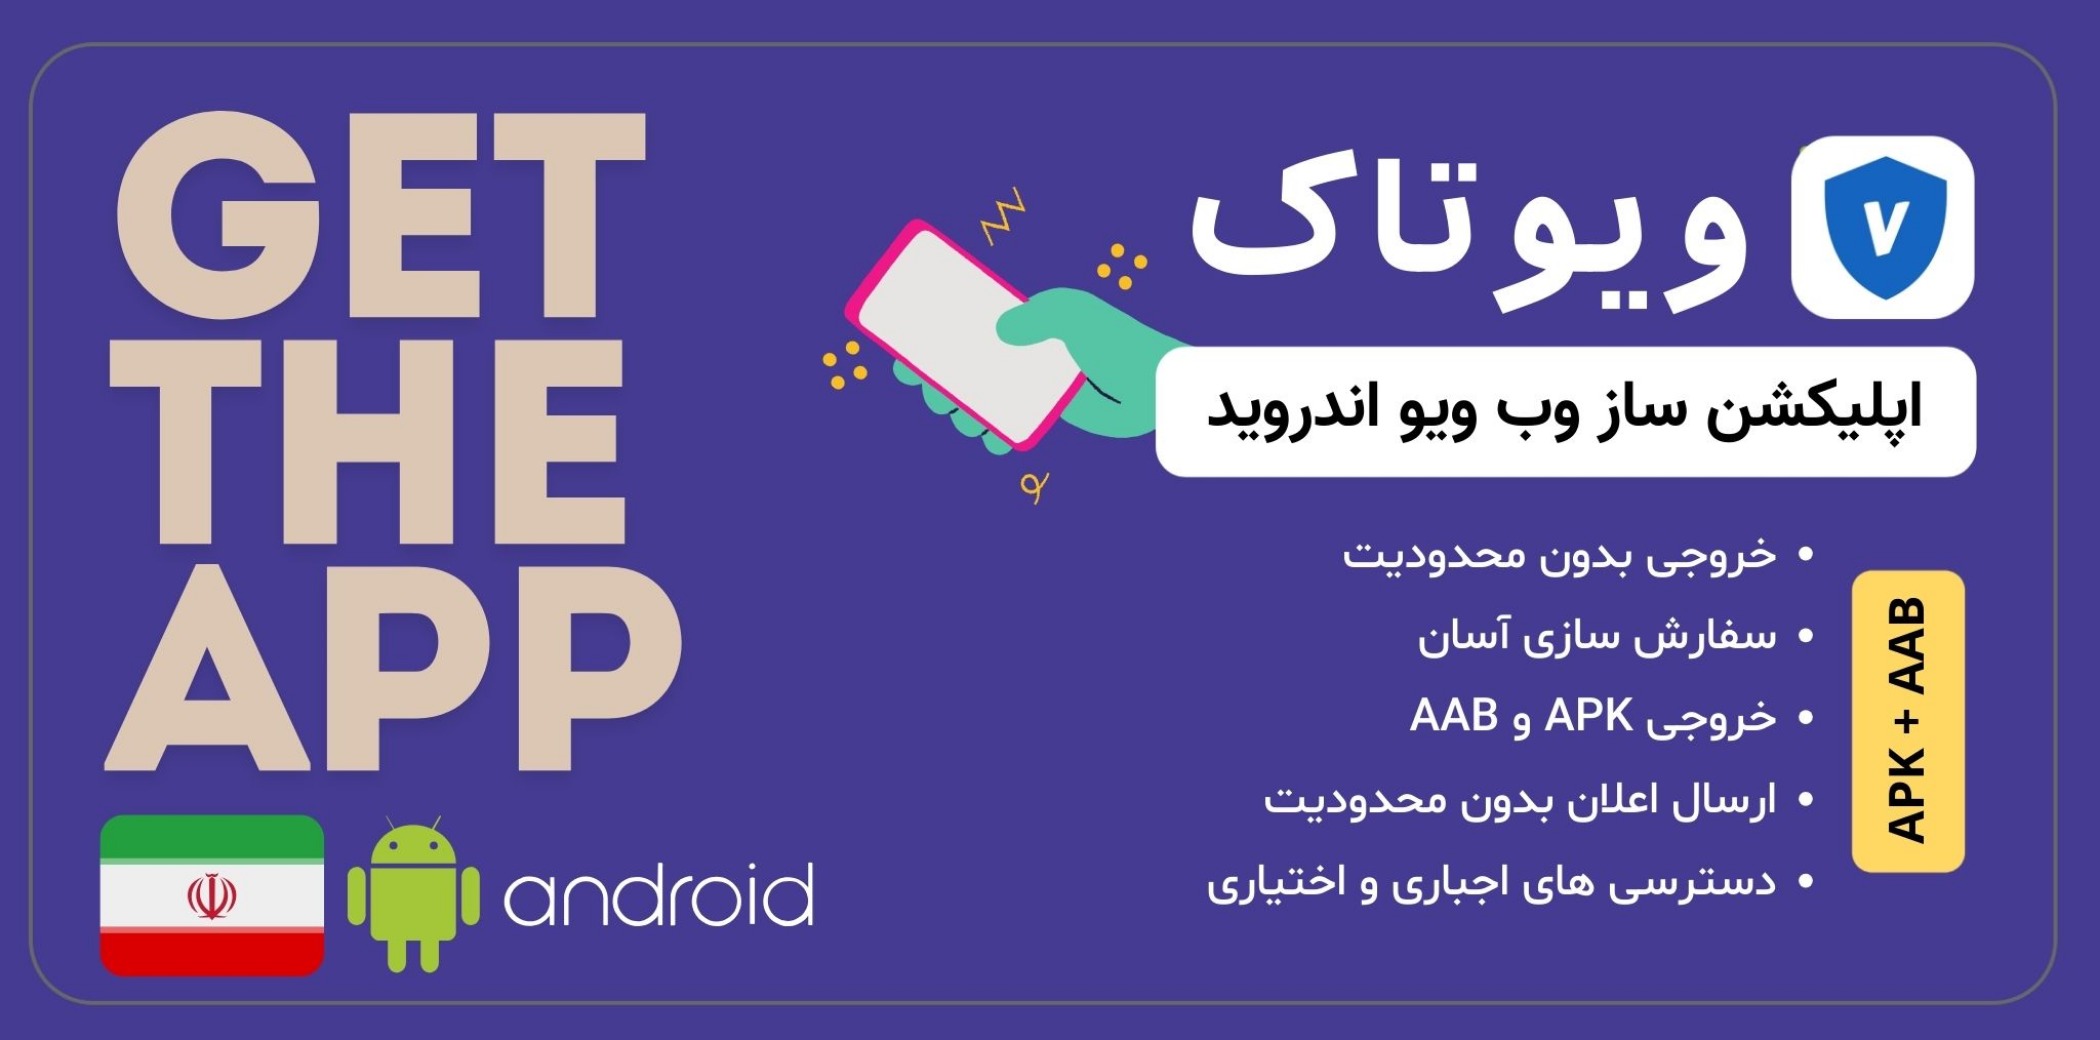 GET
THE
APP
android
ویوتاک
V
اپلیکشن ساز وب ویو اندروید
• خروجی بدون محدودیت
• سفارش سازی آسان
• خروجی APK و AAB
• ارسال اعلان بدون محدودیت
• دسترسی های اجباری و اختیاری
APK + AAB